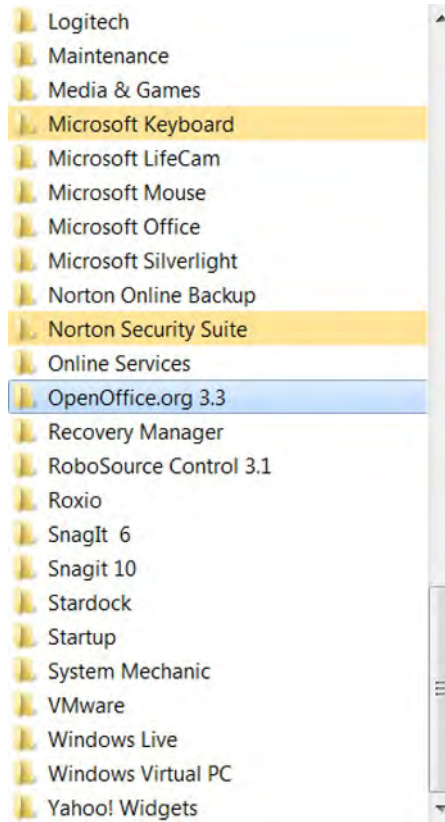 Logitech
Maintenance
Media & Games
Microsoft Keyboard
Microsoft LifeCam
Microsoft Mouse
Microsoft Office
Microsoft Silverlight
Norton Online Backup
Norton Security Suite
Online Services
OpenOffice.org 3.3
Recovery Manager
RoboSource Control 3.1
Roxio
SnagIt  6
Snagit 10
Stardock
Startup
System Mechanic
VMware
Windows Live
Windows Virtual PC
Yahoo! Widgets